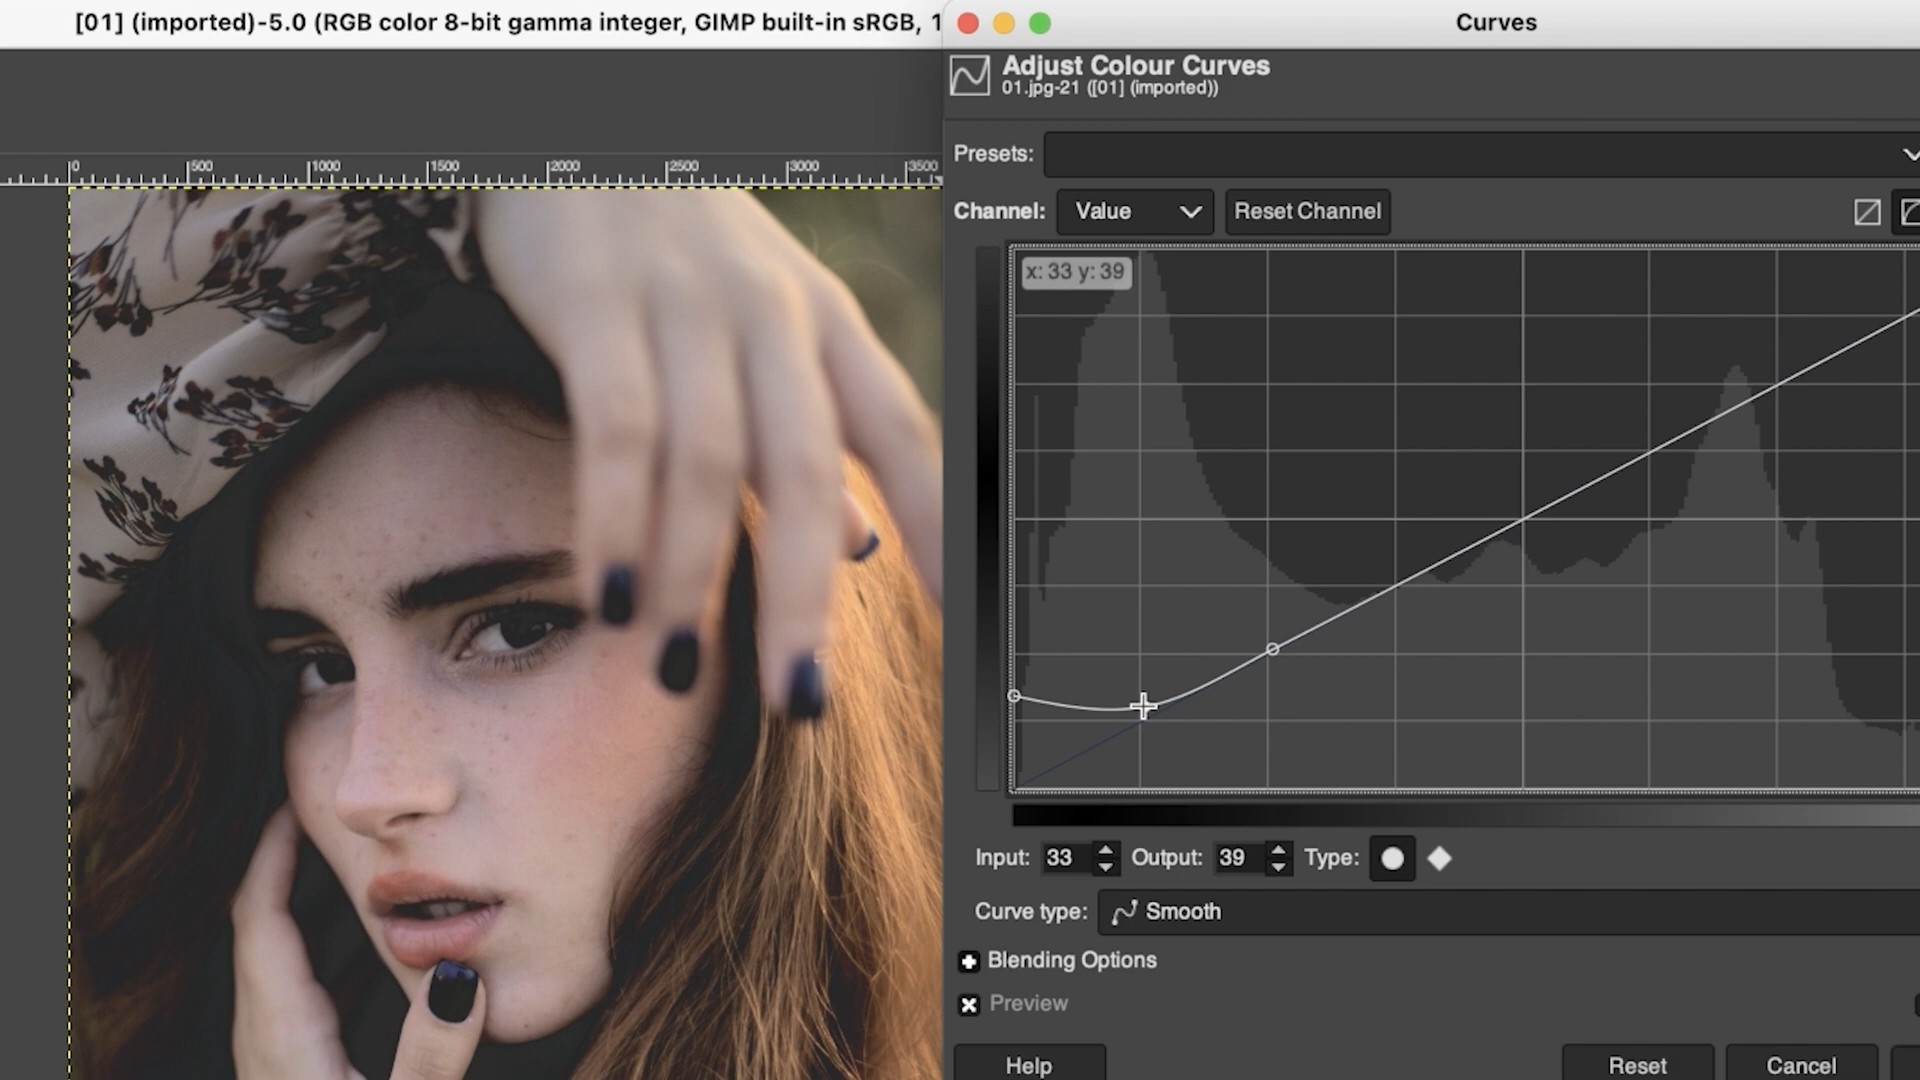 [01] (imported)-5.0 (RGB color 8-bit gamma integer, GIMP built-in sRGB, 1
Curves
Adjust Colour Curves
01.jpg-21 ([01] (imported))
Presets:
Channel: Value Reset Channel
0 500 1000 1500 2000 2500 3000 3500
x: 33 y: 39
Input: 33 Output: 39 Type:
Curve type: Smooth
Blending Options
Preview
Help Reset Cancel